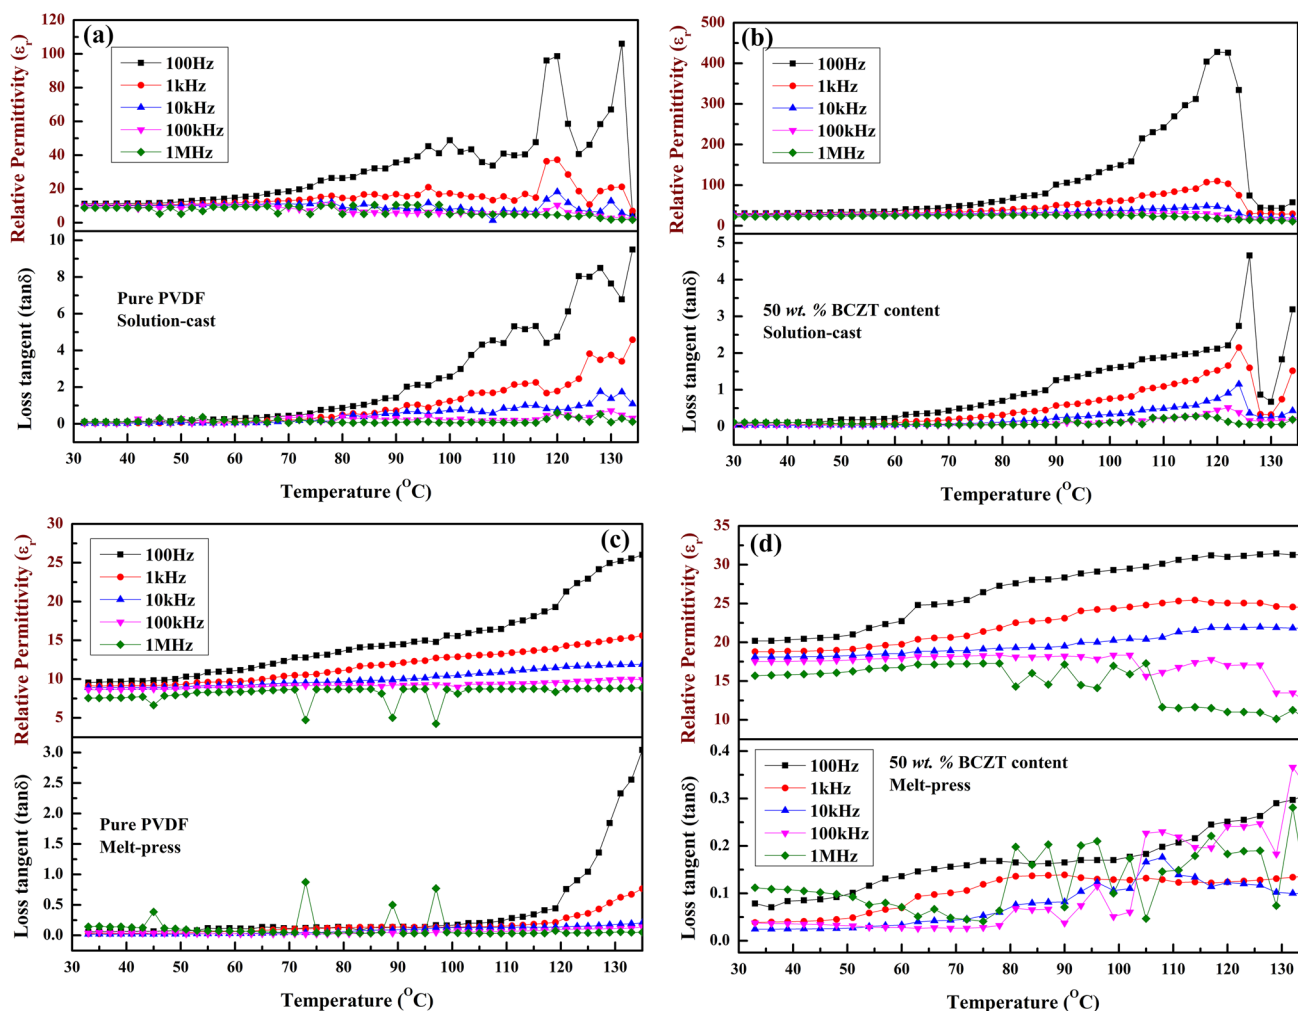 (a)
Relative Permittivity (εr)
120
100
80
60
40
20
0
100Hz
1kHz
10kHz
100kHz
1MHz
Loss tangent (tanδ)
10
8
6
4
2
0
Pure PVDF
Solution-cast
30 40 50 60 70 80 90 100 110 120 130
Temperature (OC)
(b)
Relative Permittivity (εr)
500
400
300
200
100
0
100Hz
1kHz
10kHz
100kHz
1MHz
Loss tangent (tanδ)
5
4
3
2
1
0
50 wt. % BCZT content
Solution-cast
30 40 50 60 70 80 90 100 110 120 130
Temperature (OC)
(c)
Relative Permittivity (εr)
30
25
20
15
10
5
100Hz
1kHz
10kHz
100kHz
1MHz
Loss tangent (tanδ)
3.0
2.5
2.0
1.5
1.0
0.5
0.0
Pure PVDF
Melt-press
30 40 50 60 70 80 90 100 110 120 130
Temperature (OC)
(d)
Relative Permittivity (εr)
35
30
25
20
15
10
Loss tangent (tanδ)
0.4
0.3
0.2
0.1
0.0
100Hz
1kHz
10kHz
100kHz
1MHz
50 wt. % BCZT content
Melt-press
30 40 50 60 70 80 90 100 110 120 130
Temperature (OC)